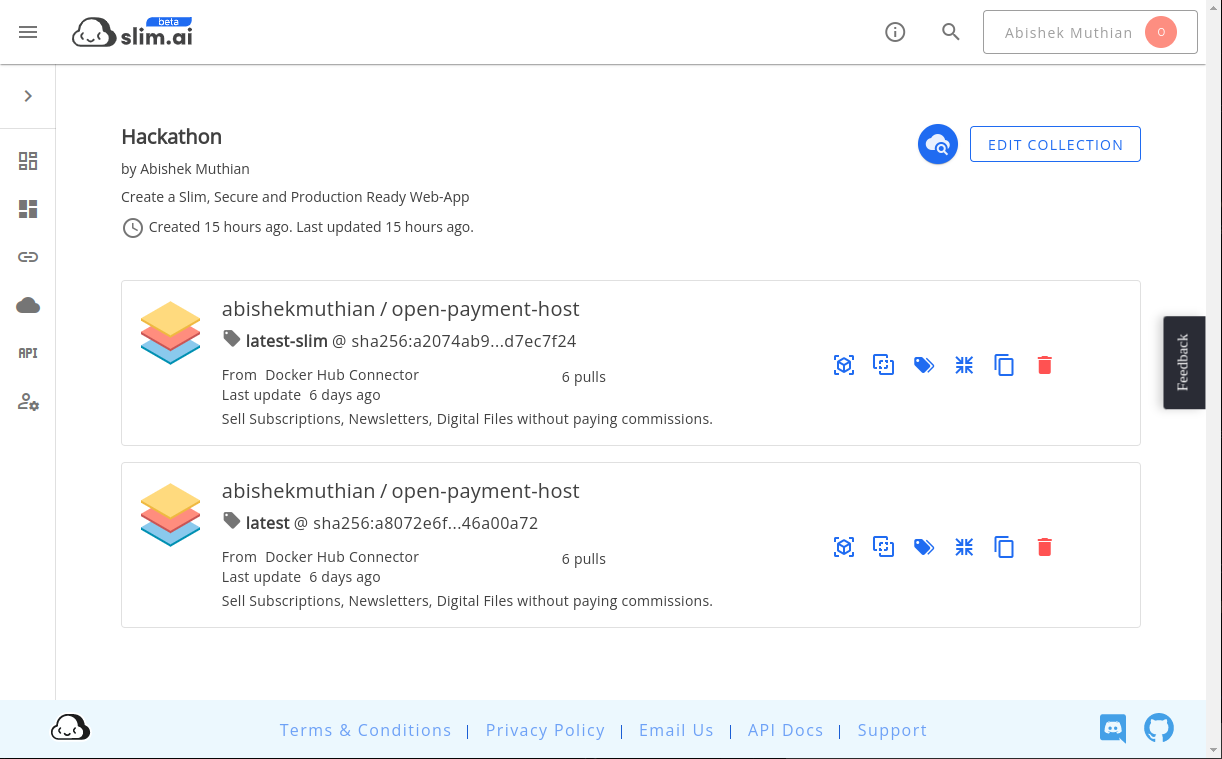 beta
slim.ai
Abishek Muthian O
Hackathon
EDIT COLLECTION
by Abishek Muthian
Create a Slim, Secure and Production Ready Web-App
Created 15 hours ago. Last updated 15 hours ago.
API
abishekmuthian / open-payment-host
latest-slim @ sha256:a2074ab9...d7ec7f24
From Docker Hub Connector
6 pulls
Last update 6 days ago
Sell Subscriptions, Newsletters, Digital Files without paying commissions.
Feedback
abishekmuthian / open-payment-host
latest @ sha256:a8072e6f...46a00a72
From Docker Hub Connector
6 pulls
Last update 6 days ago
Sell Subscriptions, Newsletters, Digital Files without paying commissions.
Terms & Conditions | Privacy Policy | Email Us | API Docs | Support